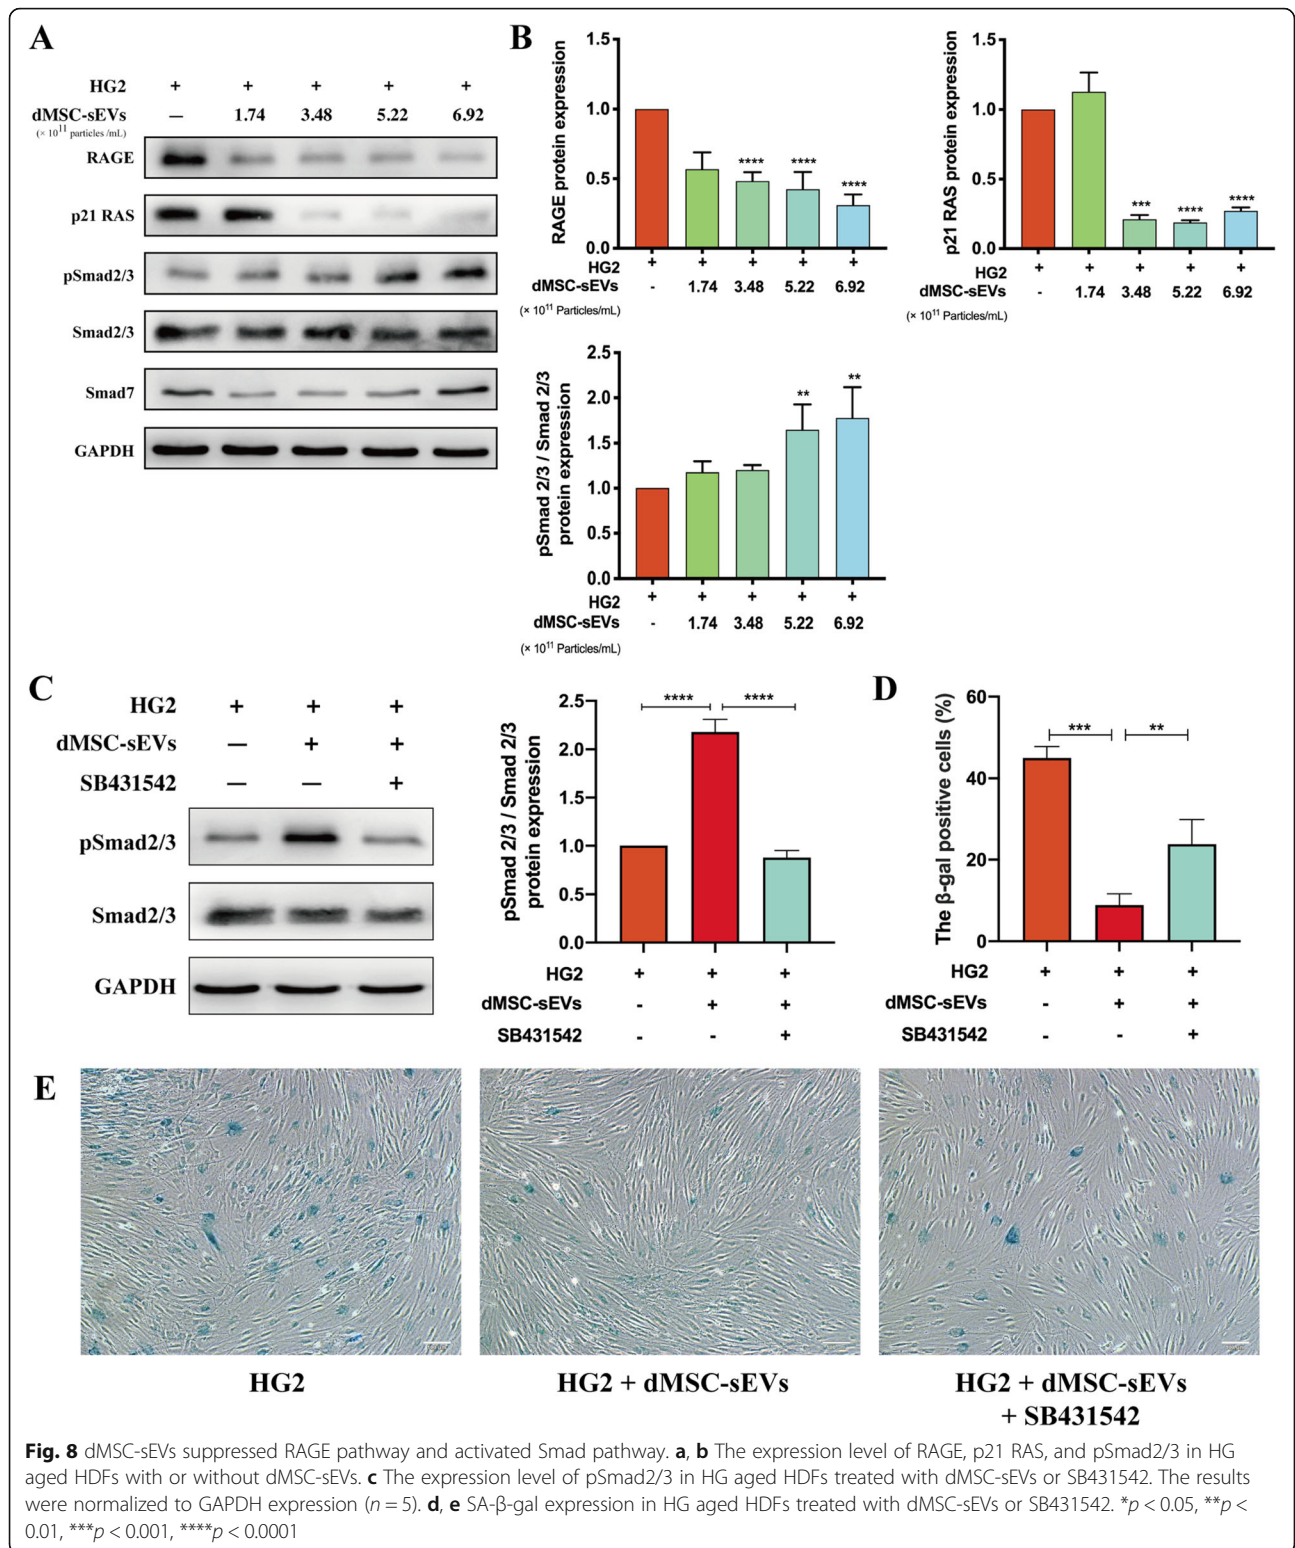 A
HG2 + + + + +
dMSC-sEVs — 1.74 3.48 5.22 6.92
(× 10¹¹ particles /mL)
RAGE
p21 RAS
pSmad2/3
Smad2/3
Smad7
GAPDH
B
1.5
1.0
0.5
0.0
RAGE protein expression
**** **** ****
HG2 + + + + +
dMSC-sEVs - 1.74 3.48 5.22 6.92
(× 10¹¹ Particles/mL)
1.5
1.0
0.5
0.0
p21 RAS protein expression
*** **** ****
HG2 + + + + +
dMSC-sEVs - 1.74 3.48 5.22 6.92
(× 10¹¹ Particles/mL)
2.5
2.0
1.5
1.0
0.5
0.0
pSmad 2/3 / Smad 2/3
protein expression
** **
HG2 + + + + +
dMSC-sEVs - 1.74 3.48 5.22 6.92
(× 10¹¹ Particles/mL)
C
HG2 + + +
dMSC-sEVs — + +
SB431542 — — +
pSmad2/3
Smad2/3
GAPDH
2.5
2.0
1.5
1.0
0.5
0.0
pSmad 2/3 / Smad 2/3
protein expression
**** ****
HG2 + + +
dMSC-sEVs - + +
SB431542 - - +
D
60
40
20
0
The β-gal positive cells (%)
*** **
HG2 + + +
dMSC-sEVs - + +
SB431542 - - +
E
HG2
HG2 + dMSC-sEVs
HG2 + dMSC-sEVs
+ SB431542
Fig. 8 dMSC-sEVs suppressed RAGE pathway and activated Smad pathway. a, b The expression level of RAGE, p21 RAS, and pSmad2/3 in HG
aged HDFs with or without dMSC-sEVs. c The expression level of pSmad2/3 in HG aged HDFs treated with dMSC-sEVs or SB431542. The results
were normalized to GAPDH expression (n = 5). d, e SA-β-gal expression in HG aged HDFs treated with dMSC-sEVs or SB431542. *p < 0.05, **p <
0.01, ***p < 0.001, ****p < 0.0001